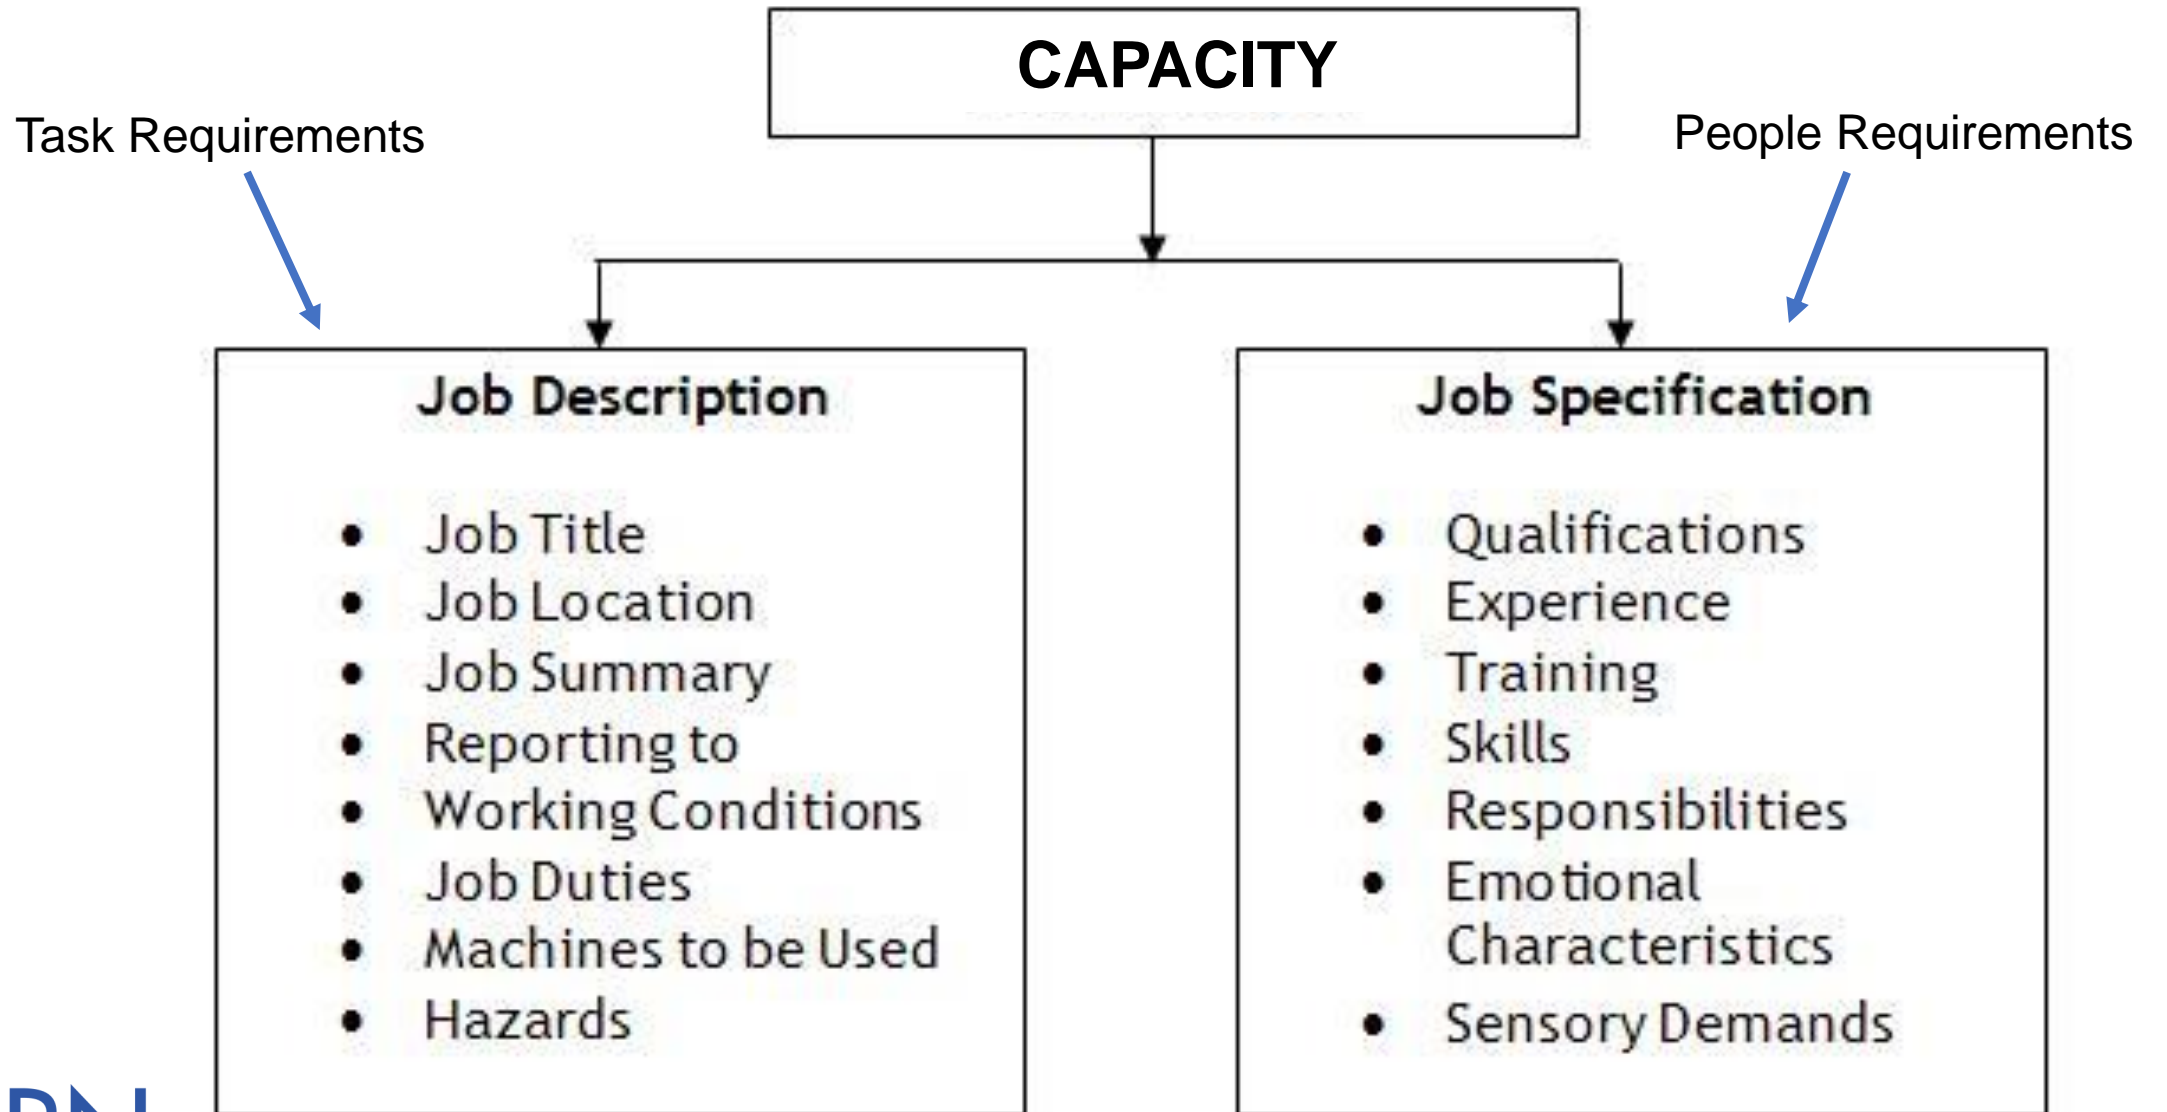 CAPACITY
Task Requirements
People Requirements
Job Description
• Job Title
• Job Location
• Job Summary
• Reporting to
• Working Conditions
• Job Duties
• Machines to be Used
• Hazards
Job Specification
• Qualifications
• Experience
• Training
• Skills
• Responsibilities
• Emotional
Characteristics
• Sensory Demands